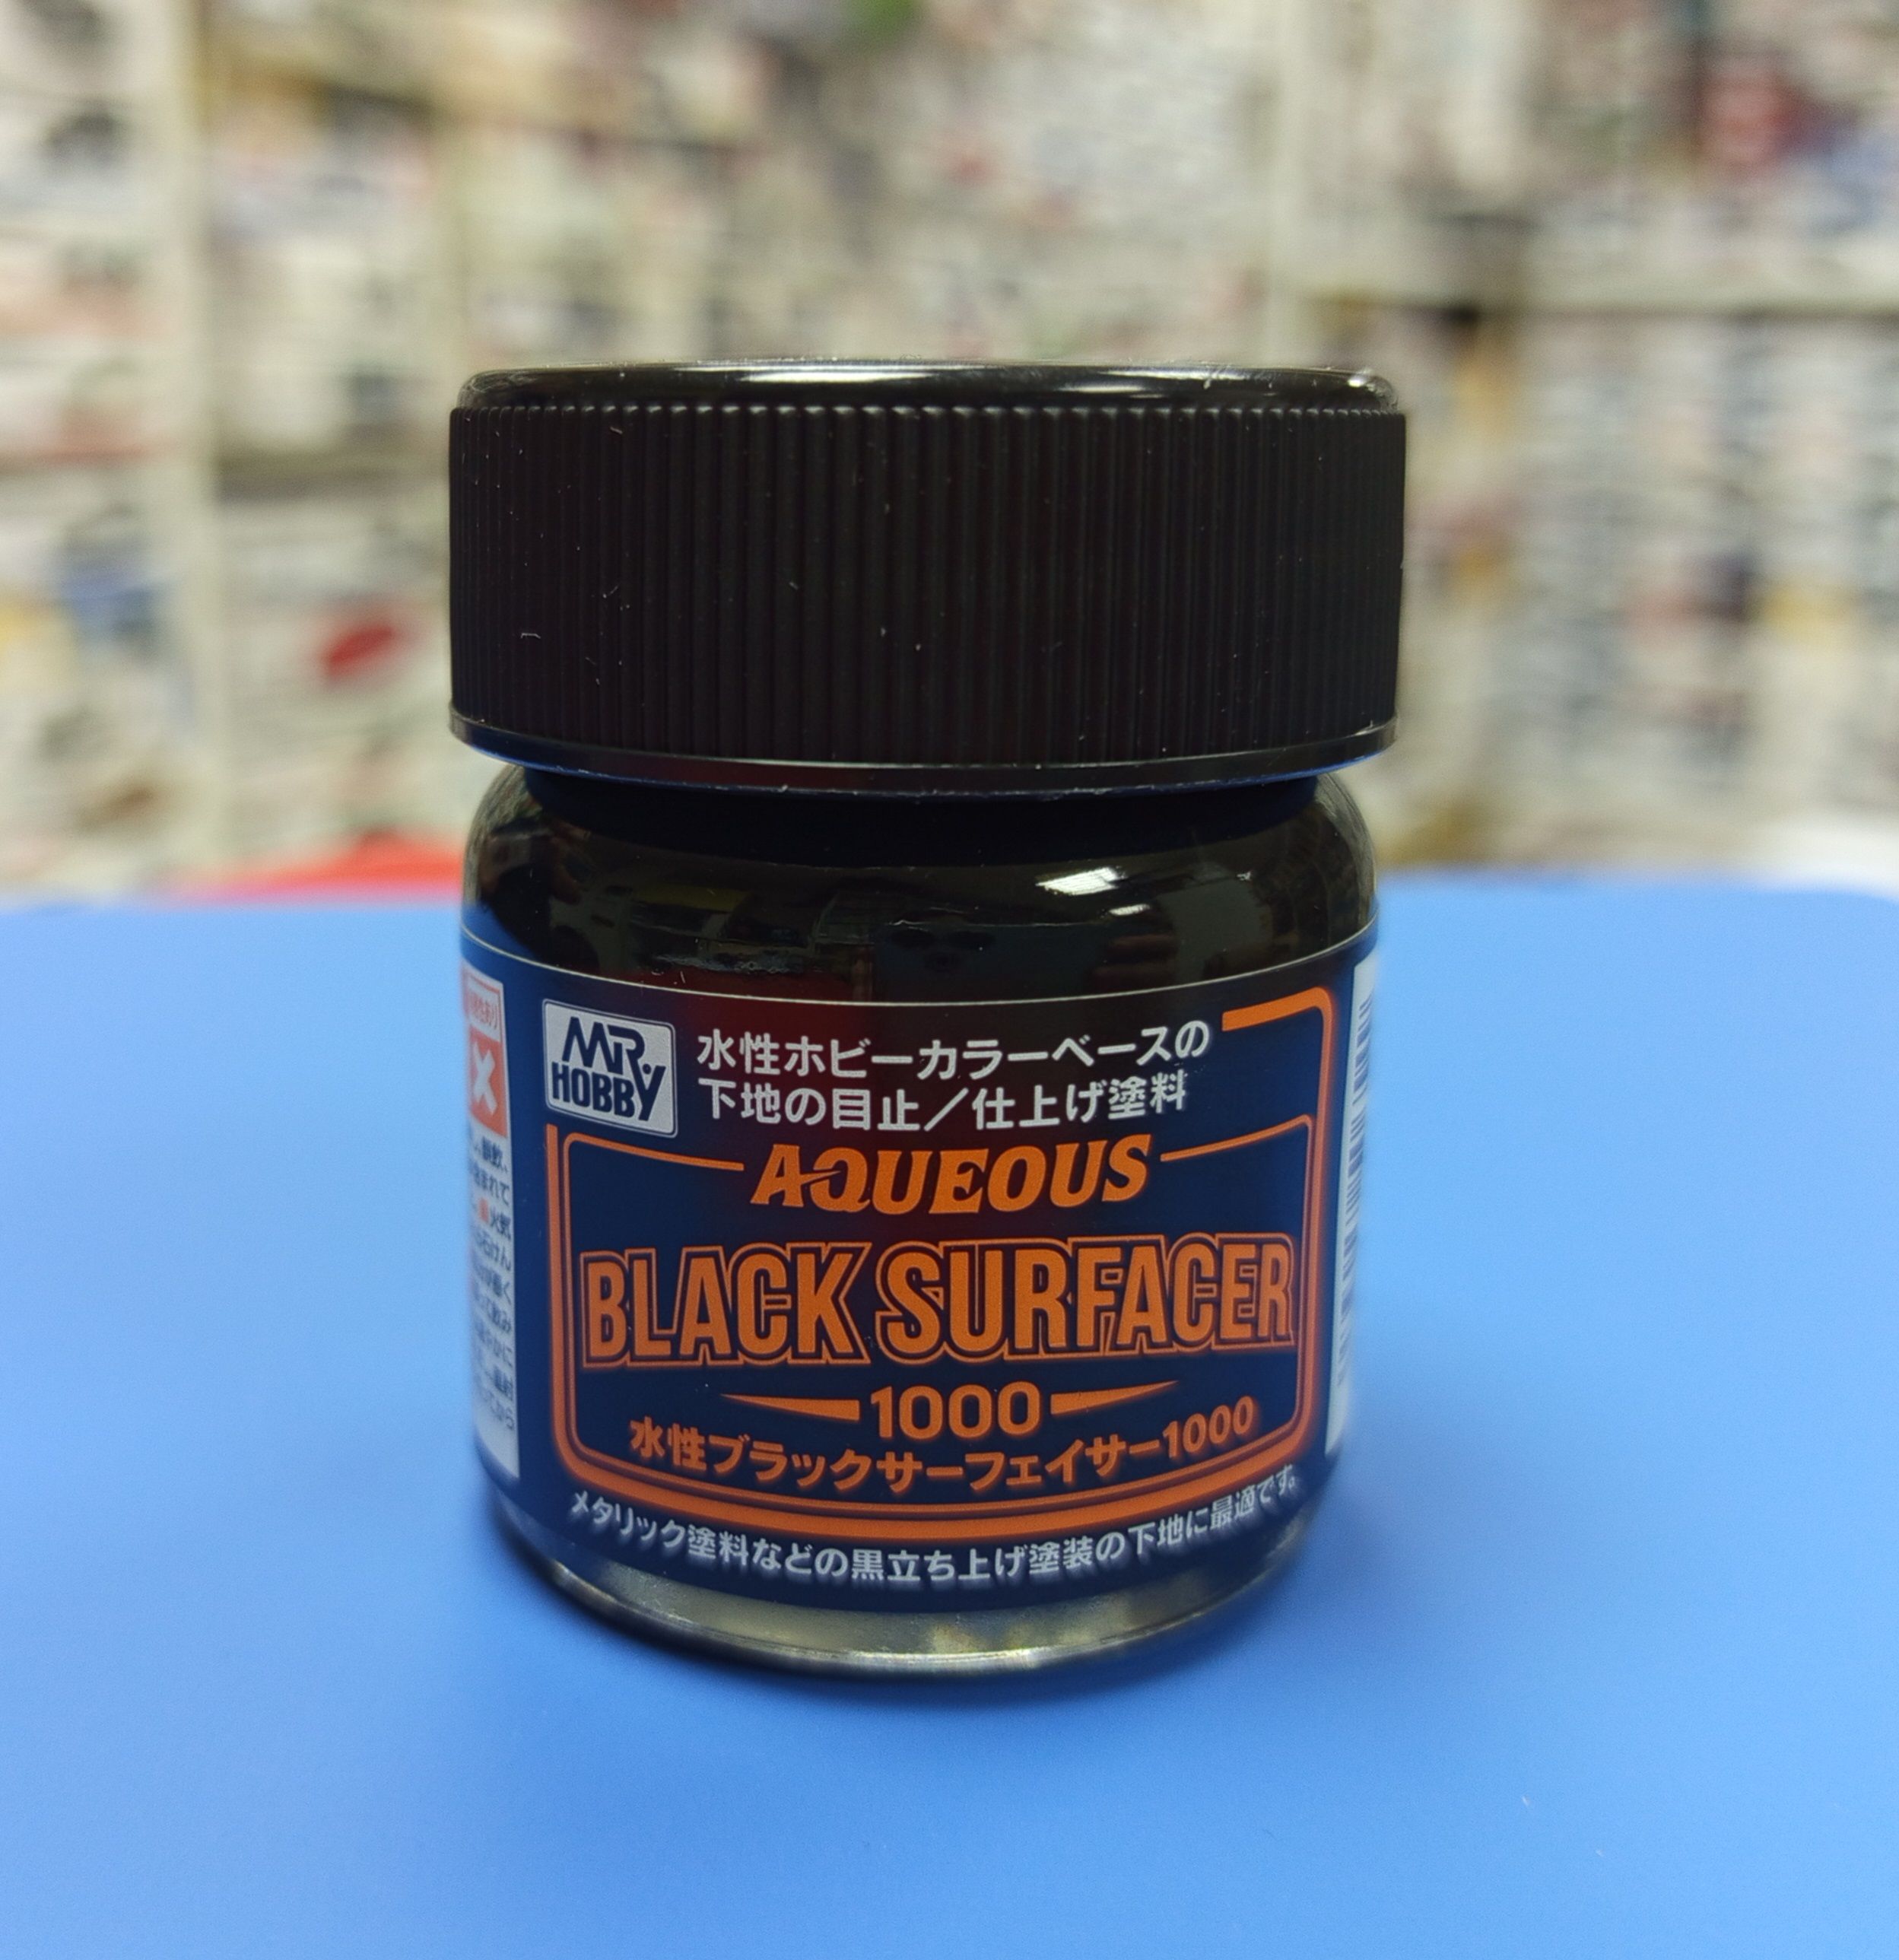 MR. HOBBY
水性ホビーカラーベースの
下地の目止/仕上げ塗料
AQUEOUS
BLACK SURFACER
1000
水性ブラックサーフェイサー1000
メタリック塗料などの黒立ち上げ塗装の下地に最適です。